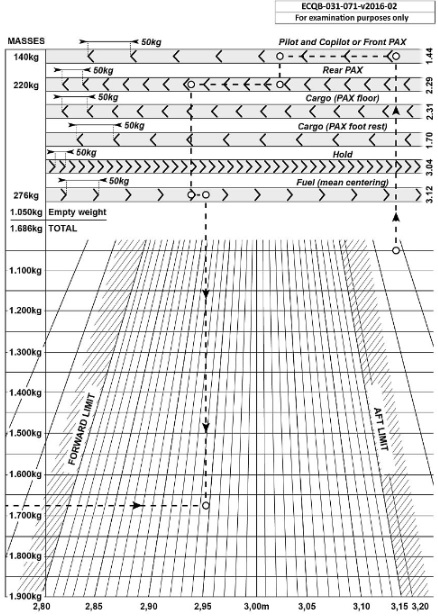 ECQB-031-071-v2016-02
For examination purposes only
MASSES
50kg
Pilot and Copilot or Front PAX
140kg
1.44
50kg
Rear PAX
220kg
2.29
50kg
Cargo (PAX floor)
2.31
50kg
Cargo (PAX foot rest)
1.70
50kg
Hold
3.04
50kg
Fuel (mean centering)
276kg
3.12
1.050kg Empty weight
1.686kg TOTAL
1.100kg
1.200kg
1.300kg
1.400kg
FORWARD LIMIT
AFT LIMIT
1.500kg
1.600kg
1.700kg
1.800kg
1.900kg
2,80 2,85 2,90 2,95 3,00m 3,05 3,10 3,15 3,20